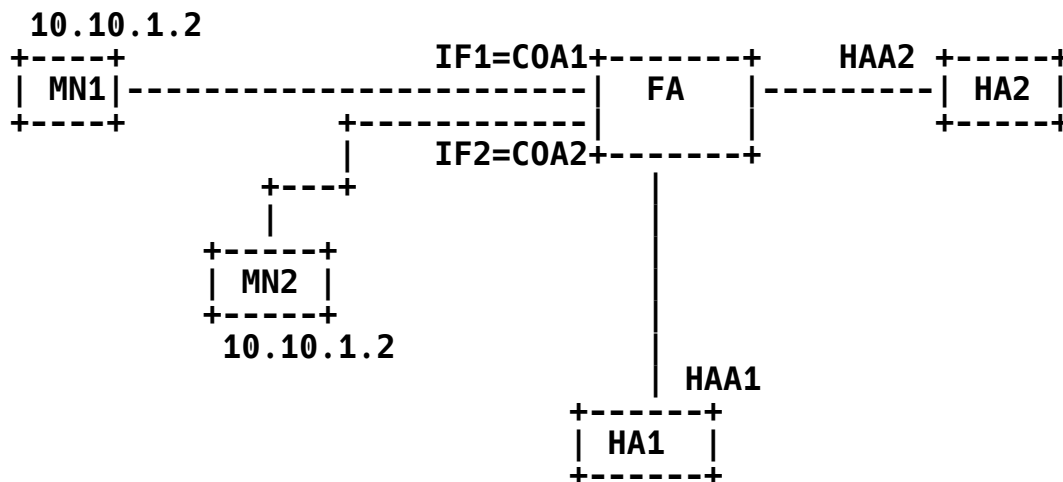 10.10.1.2
+----+ IF1=COA1+-------+ HAA2 +-----+
| MN1|------------------------| FA |---------| HA2 |
+----+ +------------| | +-----+
| IF2=COA2+-------+
+---+ |
| |
+-----+ |
| MN2 | |
+-----+ |
10.10.1.2 |
| HAA1
+------+
| HA1 |
+------+